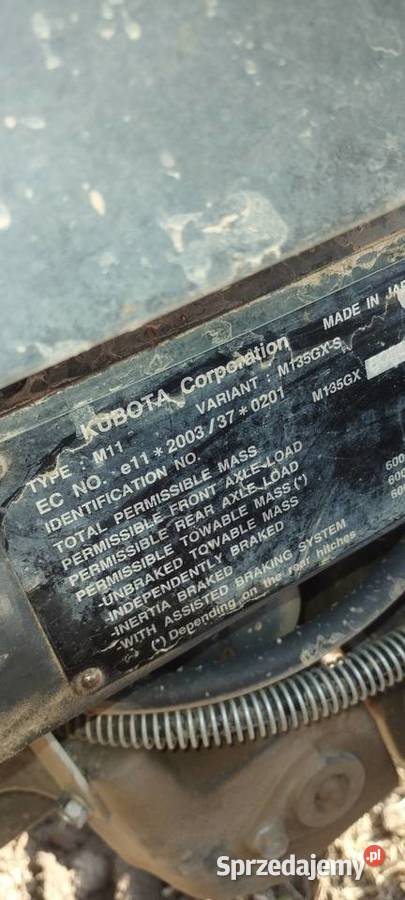 KUBOTA Corporation MADE IN
TYPE : M11 VARIANT : M135GX-S
EC NO. e11 * 2003 / 37 * 0201
IDENTIFICATION NO. M135GX
TOTAL PERMISSIBLE MASS
PERMISSIBLE FRONT AXLE-LOAD
PERMISSIBLE REAR AXLE-LOAD
PERMISSIBLE TOWABLE MASS (*)
-UNBRAKED TOWABLE MASS
-INDEPENDENTLY BRAKED
-INERTIA BRAKED
-WITH ASSISTED BRAKING SYSTEM
(*) Depending on the rear hitches
Sprzedajemy.pl